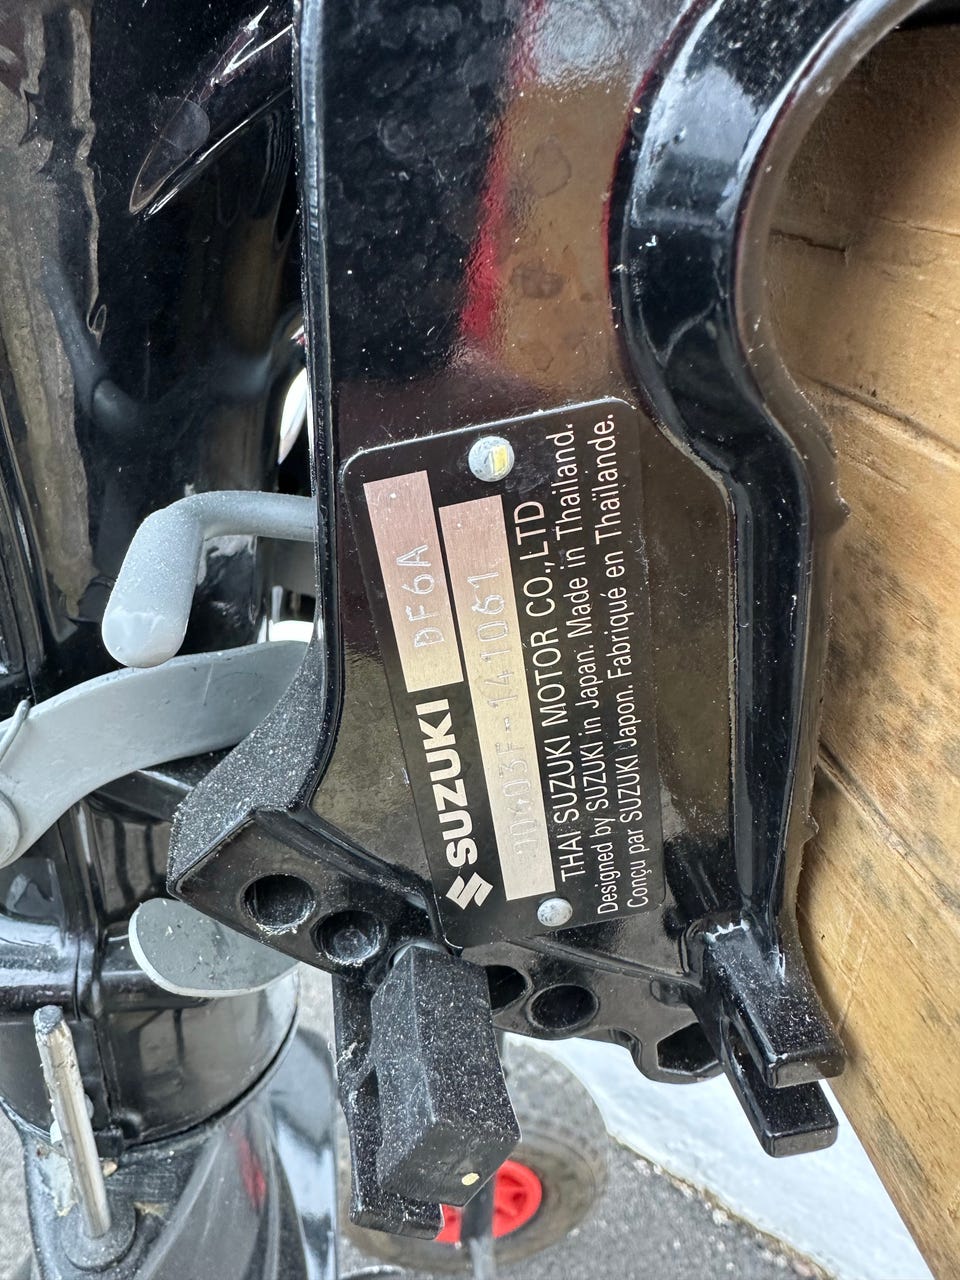 SUZUKI DF6A
00603F-141061
THAI SUZUKI MOTOR CO.,LTD
Designed by SUZUKI in Japan. Made in Thailand.
Conçu par SUZUKI Japon. Fabriqué en Thaïlande.